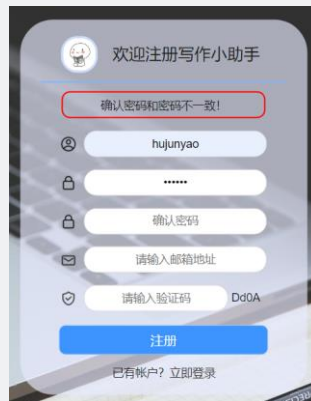 欢迎注册写作小助手
确认密码和密码不一致!
hujunyao
••••••
确认密码
请输入邮箱地址
请输入验证码 Dd0A
注册
已有帐户？立即登录